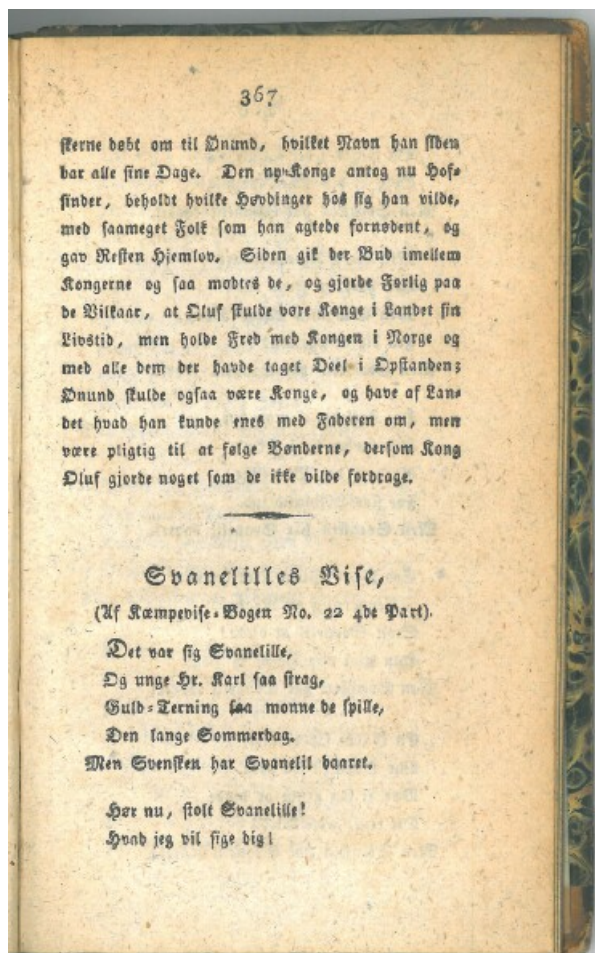 367
skerne døbt om til Ønund, hvilket Navn han siden
bar alle sine Dage. Den ny Konge antog nu Hof-
sinder, beholdt hvilke Høvdinger hos sig han vilde,
med saameget Folk som han agtede fornødent, og
gav Resten Hjemlov. Siden gik der Bud imellem
Kongerne og saa mødtes de, og gjorde Forlig paa
de Vilkaar, at Oluf skulde være Konge i Landet sin
Livstid, men holde Fred med Kongen i Norge og
med alle dem der havde taget Deel i Opstanden;
Ønund skulde ogsaa være Konge, og have af Lan-
det hvad han kunde enes med Faderen om, men
være pligtig til at følge Bønderne, dersom Kong
Oluf gjorde noget som de ikke vilde fordrage.
Svanelilles Vise,
(Af Kæmpevise-Bogen No. 22 4de Part).
Det var sig Svanelille,
Og unge Hr. Karl saa strag,
Guld-Terning saa monne de spille,
Den lange Sommerdag.
Men Svensken har Svanelil baaret.
Hør nu, stolt Svanelille!
Hvad jeg vil sige dig!